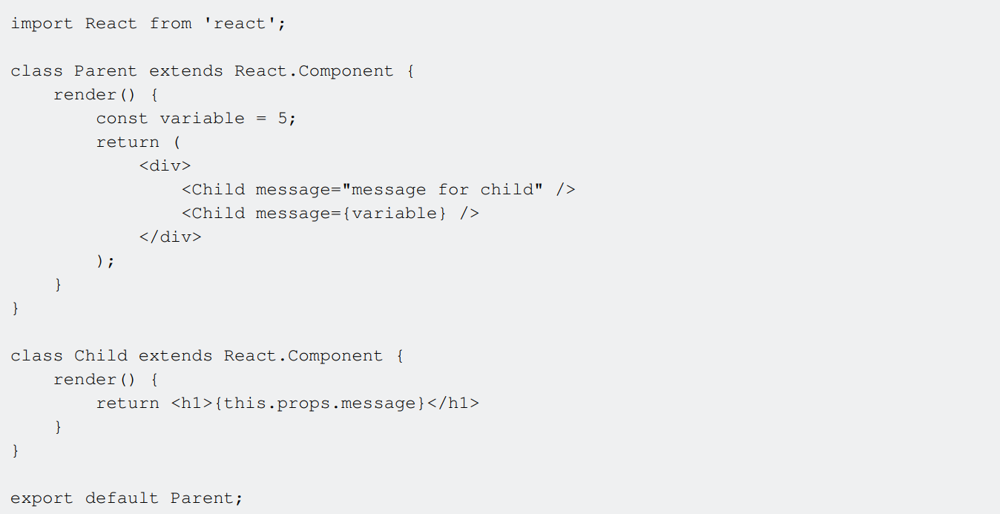 import React from 'react';

class Parent extends React.Component {
    render() {
        const variable = 5;
        return (
            <div>
                <Child message="message for child" />
                <Child message={variable} />
            </div>
        );
    }
}

class Child extends React.Component {
    render() {
        return <h1>{this.props.message}</h1>
    }
}

export default Parent;